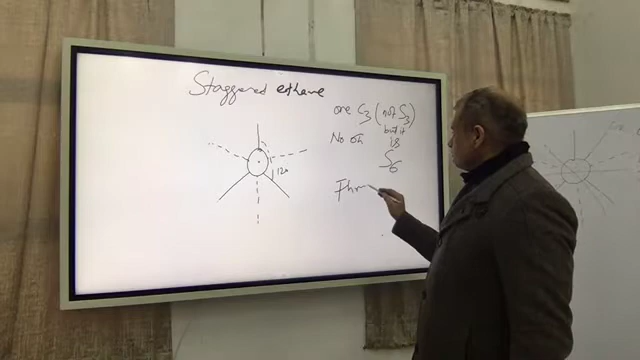 Staggered ethane
one C3 (not S3)
but it
No σh is
S6
Thr
120